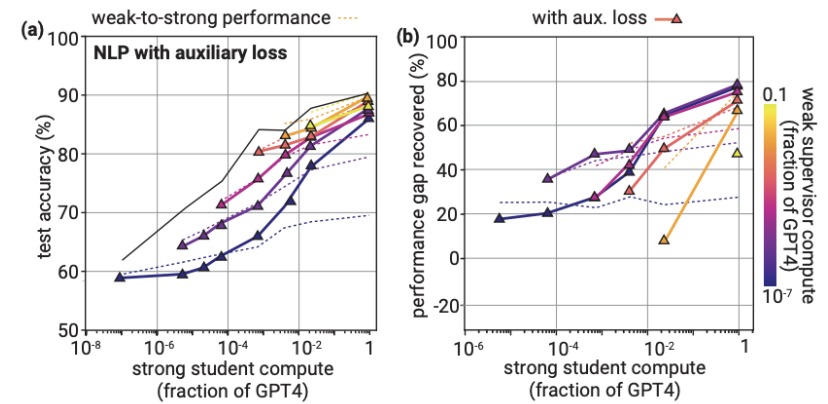 weak-to-strong performance
with aux. loss
(a)
NLP with auxiliary loss
100
90
80
70
60
50
test accuracy (%)
10-8
10-6
10-4
10-2
1
strong student compute
(fraction of GPT4)
(b)
100
80
60
40
20
0
-20
performance gap recovered (%)
10-6
10-4
10-2
1
strong student compute
(fraction of GPT4)
0.1
10-7
weak supervisor compute
(fraction of GPT4)